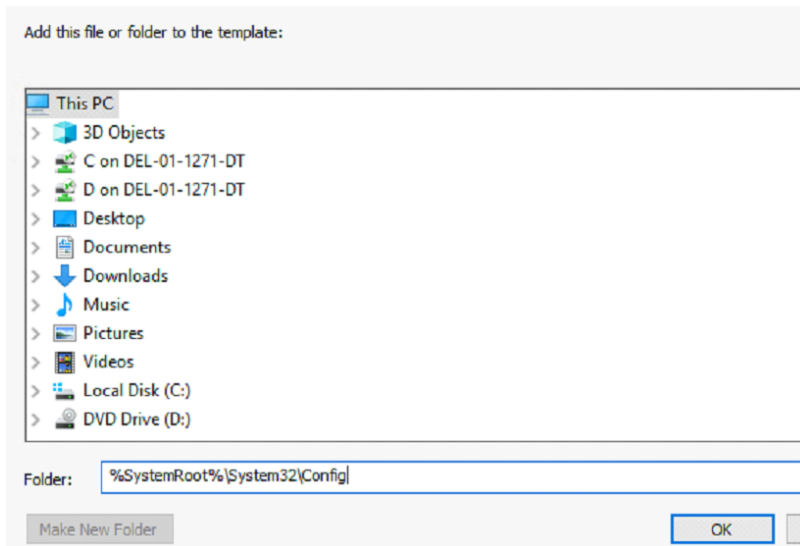 Add this file or folder to the template:
This PC
3D Objects
C on DEL-01-1271-DT
D on DEL-01-1271-DT
Desktop
Documents
Downloads
Music
Pictures
Videos
Local Disk (C:)
DVD Drive (D:)
Folder: %SystemRoot%\System32\Config
Make New Folder OK